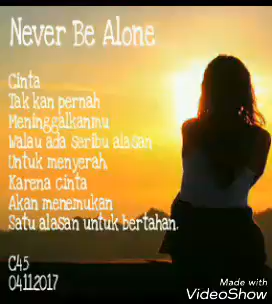 Never Be Alone
Cinta
Tak kan pernah
Meninggalkanmu
Walau ada seribu alasan
Untuk menyerah,
Karena cinta
Akan menemukan
Satu alasan untuk bertahan.
C45
04112017
Made with
VideoShow